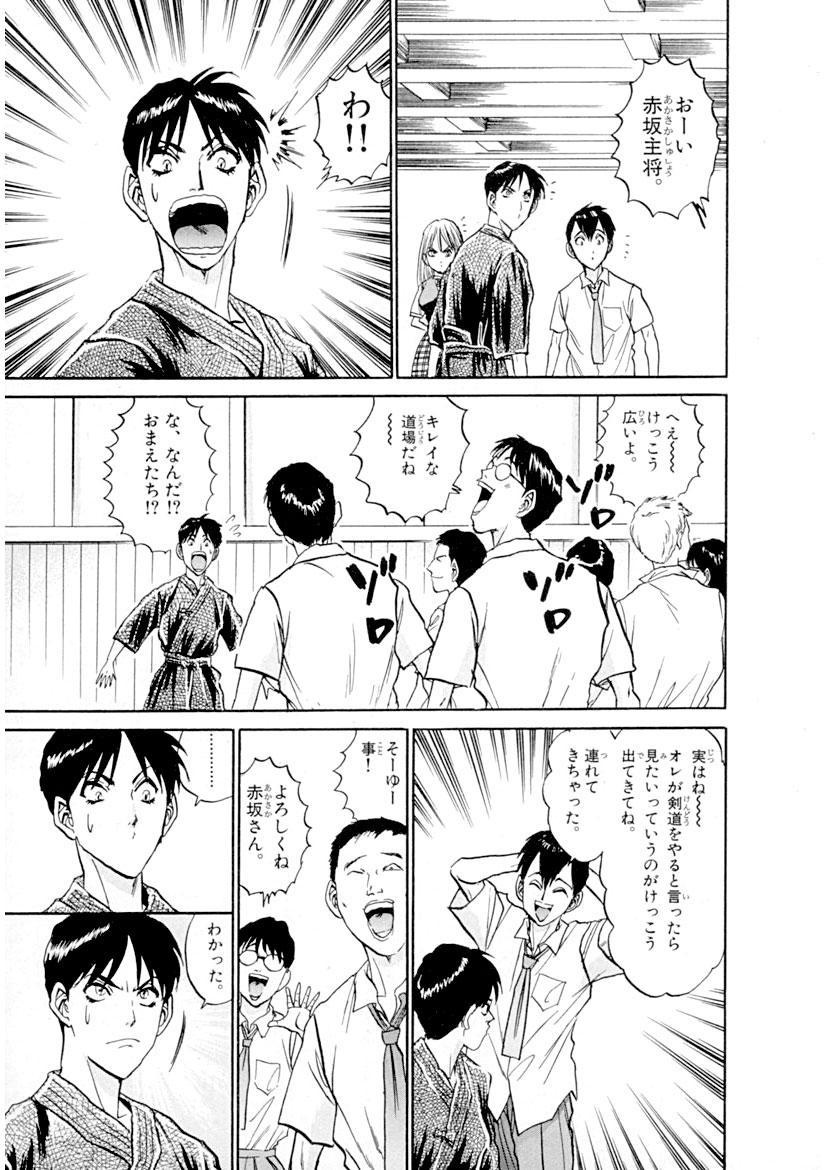 おーい
赤坂主将。
わ!!
へえ〜〜
けっこう
広いよ。
キレイな
道場だね
な、なんだ!?
おまえたち!?
ゾロ
ゾロ
ゾロ
実はね〜〜
オレが剣道をやると言ったら
見たいっていうのがけっこう
出てきてね。
連れて
きちゃった。
そーゆー
事!
よろしくね
赤坂さん。
………
わかった。